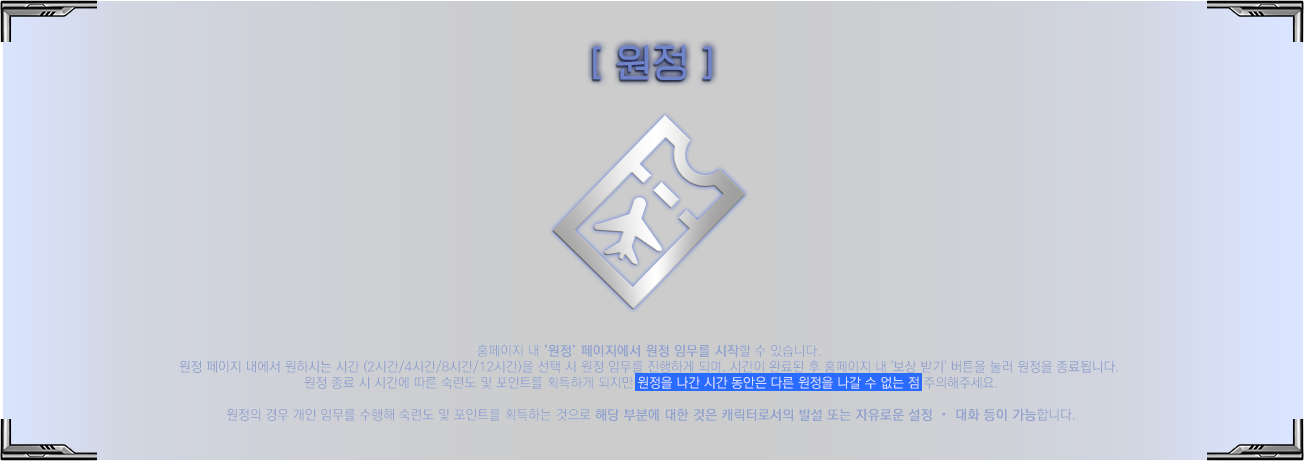 [ 원정 ]
홈페이지 내 '원정' 페이지에서 원정 임무를 시작할 수 있습니다.
원정 페이지 내에서 원하시는 시간 (2시간/4시간/8시간/12시간)을 선택 시 원정 임무를 진행하게 되며, 시간이 완료된 후 홈페이지 내 '보상 받기' 버튼을 눌러 원정을 종료됩니다.
원정 종료 시 시간에 따른 숙련도 및 포인트를 획득하게 되지만 원정을 나간 시간 동안은 다른 원정을 나갈 수 없는 점 주의해주세요.
원정의 경우 개인 임무를 수행해 숙련도 및 포인트를 획득하는 것으로 해당 부분에 대한 것은 캐릭터로서의 발설 또는 자유로운 설정 · 대화 등이 가능합니다.